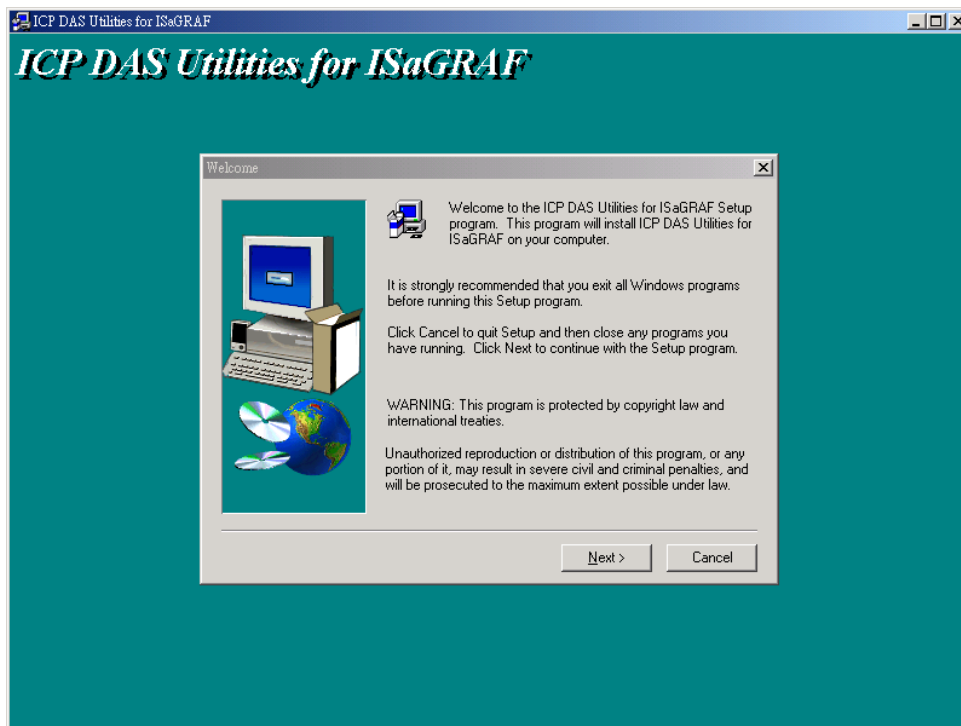 ICP DAS Utilities for ISaGRAF
ICP DAS Utilities for ISaGRAF
Welcome
Welcome to the ICP DAS Utilities for ISaGRAF Setup
program. This program will install ICP DAS Utilities for
ISaGRAF on your computer.
It is strongly recommended that you exit all Windows programs
before running this Setup program.
Click Cancel to quit Setup and then close any programs you
have running. Click Next to continue with the Setup program.
WARNING: This program is protected by copyright law and
international treaties.
Unauthorized reproduction or distribution of this program, or any
portion of it, may result in severe civil and criminal penalties, and
will be prosecuted to the maximum extent possible under law.
Next >
Cancel